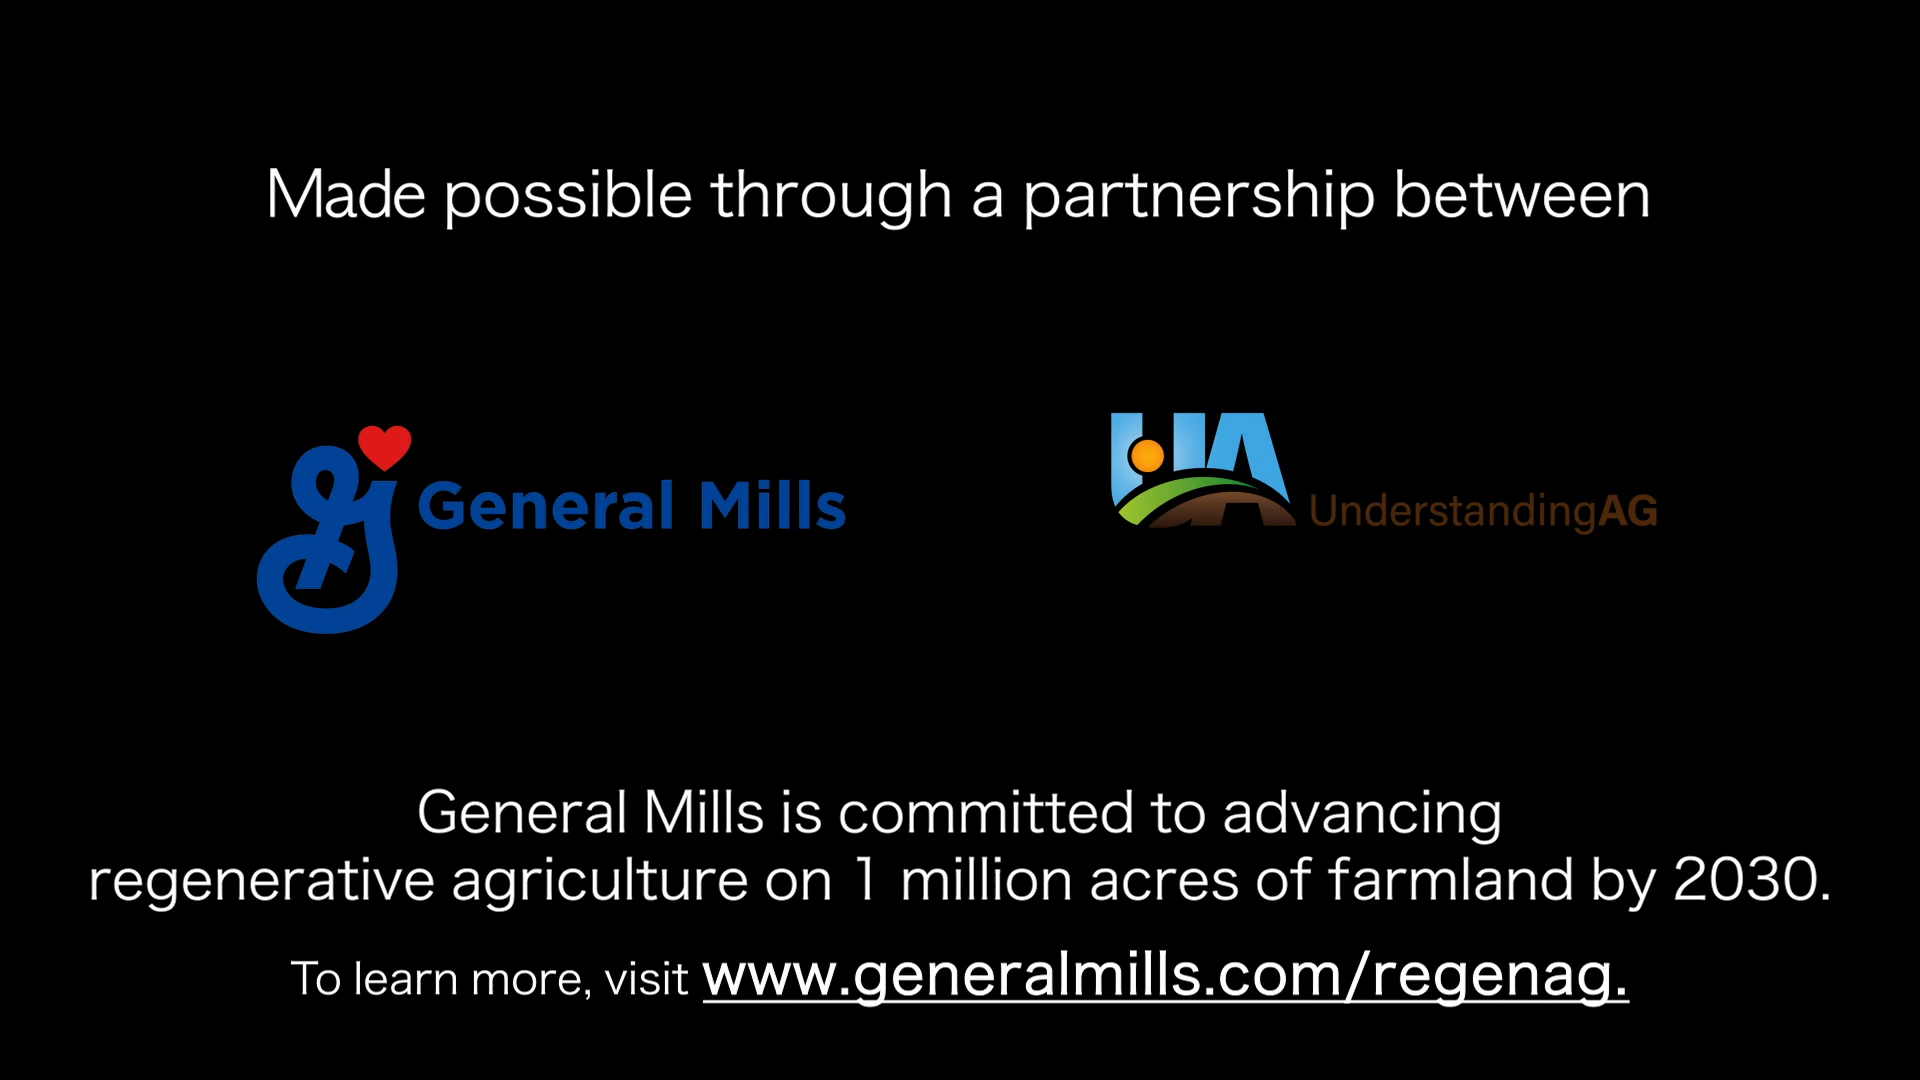 Made possible through a partnership between
General Mills
UA UnderstandingAG
General Mills is committed to advancing
regenerative agriculture on 1 million acres of farmland by 2030.
To learn more, visit www.generalmills.com/regenag.